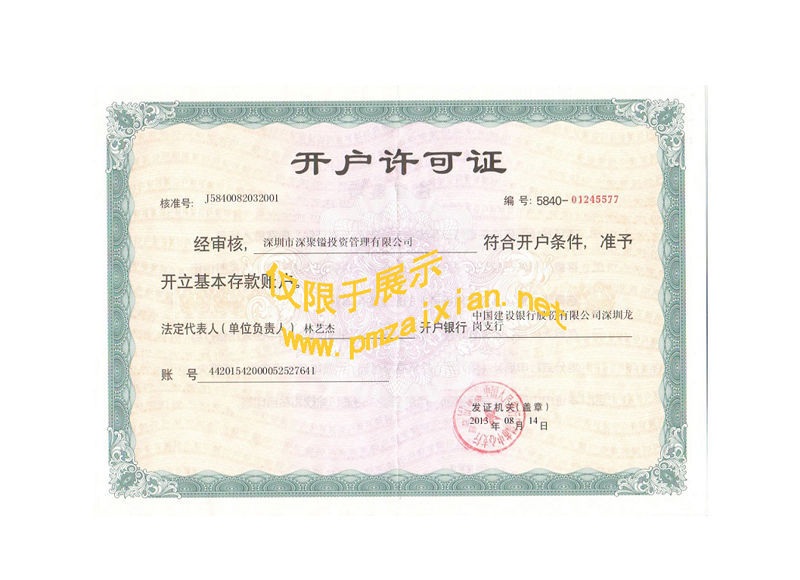 开户许可证
核准号: J5840082032001 编号: 5840-01245577
经审核, 深圳市深聚镒投资管理有限公司 符合开户条件, 准予
开立基本存款账户。
仅限于展示
www.pmzaixian.net
法定代表人(单位负责人) 林艺杰 开户银行 中国建设银行股份有限公司深圳龙
岗支行
账 号 44201542000052527641
发证机关(盖章)
2013 年 08 月 14 日